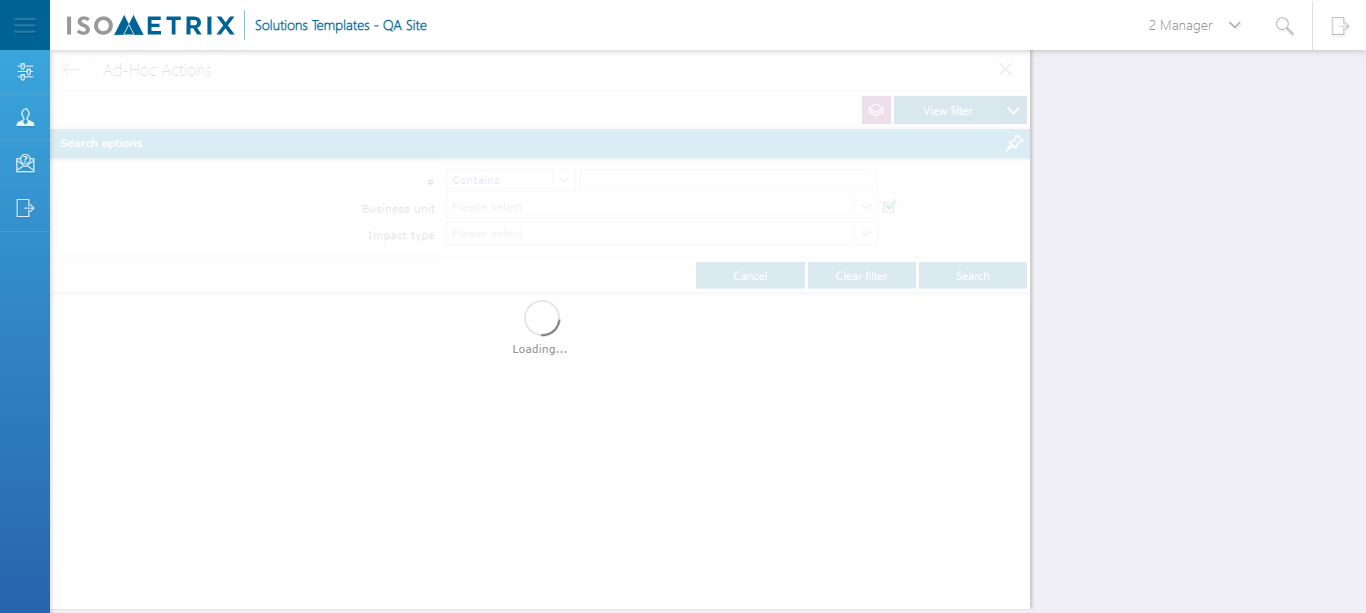 ISOMETRIX Solutions Templates - QA Site
2 Manager
Ad-Hoc Actions
View filter
Search options
# Contains
Business unit Please select
Impact type Please select
Cancel Clear filter Search
Loading...